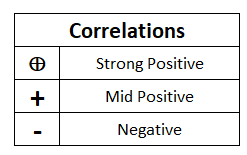 Correlations
⊕ Strong Positive
+ Mid Positive
- Negative